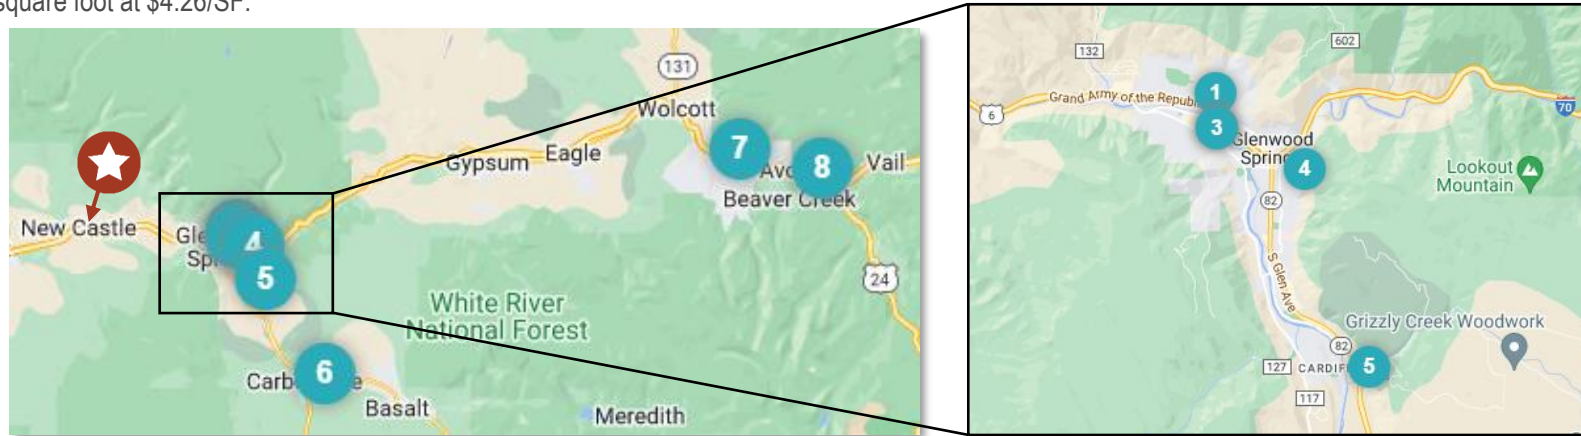 square foot at $4.26/SF.
131
Wolcott
7
8
Vail
Gypsum
Eagle
Beaver Creek
New Castle
4
5
24
White River
National Forest
6
Basalt
Meredith
132
602
1
Grand Army of the Republ
6
70
3
Glenwood
4
Lookout
Mountain
82
S Glen Ave
Grizzly Creek Woodwork
82
127
5
117